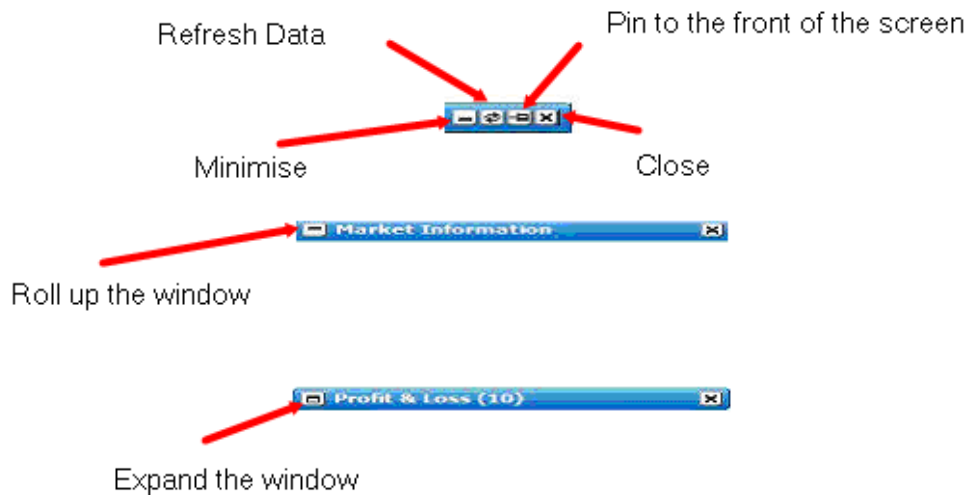 Pin to the front of the screen
Refresh Data
Minimise
Close
Market Information
Roll up the window
Profit & Loss (10)
Expand the window